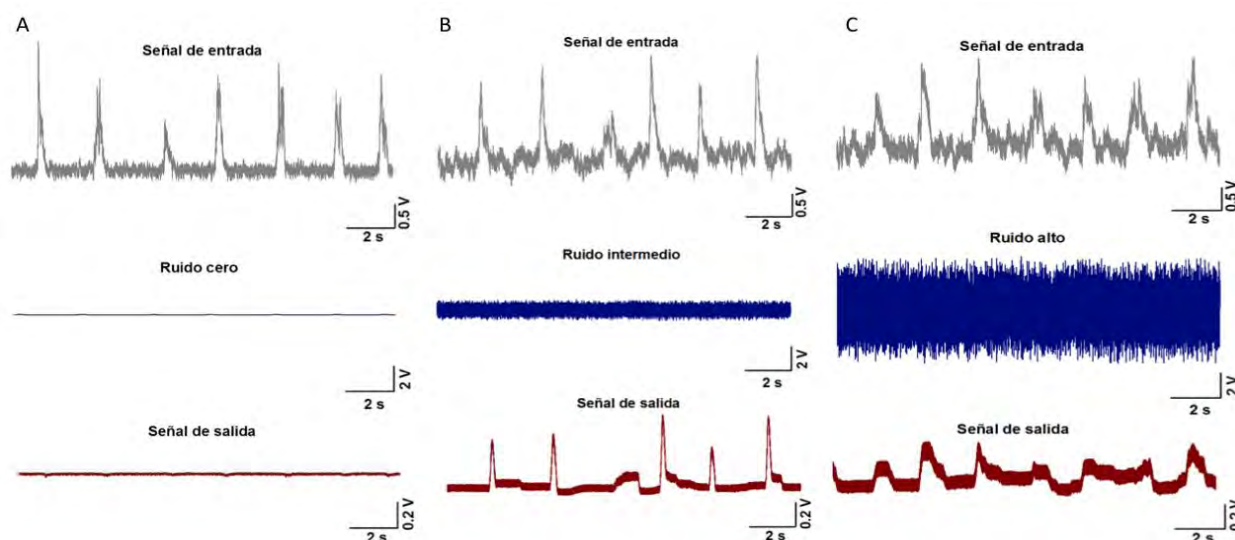 A
Señal de entrada
0.5 V
2 s
Ruido cero
2 V
2 s
Señal de salida
0.2 V
2 s
B
Señal de entrada
0.5 V
2 s
Ruido intermedio
2 V
2 s
Señal de salida
0.2 V
2 s
C
Señal de entrada
0.5 V
2 s
Ruido alto
2 V
2 s
Señal de salida
0.2 V
2 s